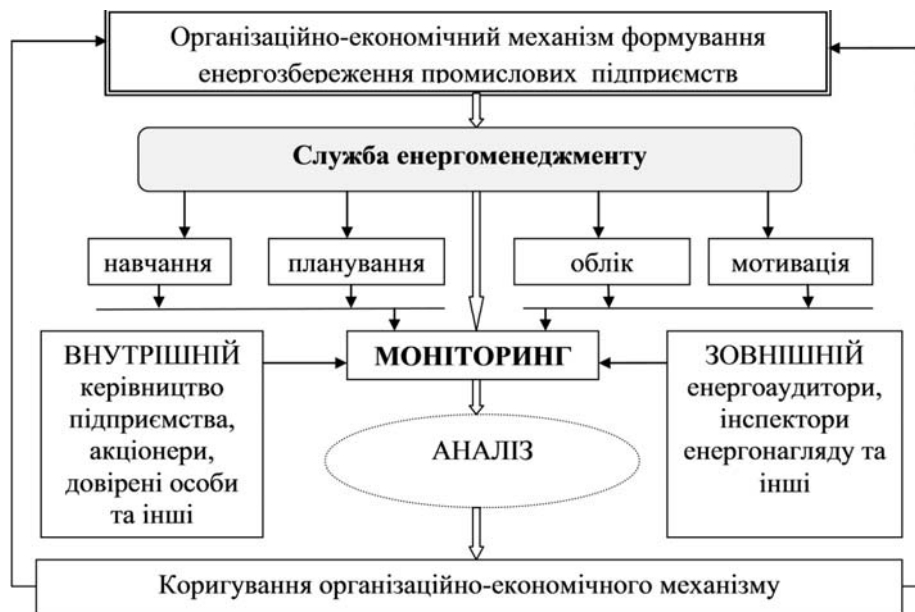 Організаційно-економічний механізм формування
енергозбереження промислових підприємств
Служба енергоменеджменту
навчання
планування
облік
мотивація
ВНУТРІШНІЙ
керівництво
підприємства,
акціонери,
довірені особи
та інші
МОНІТОРИНГ
ЗОВНІШНІЙ
енергоаудитори,
інспектори
енергонагляду та
інші
АНАЛІЗ
Коригування організаційно-економічного механізму